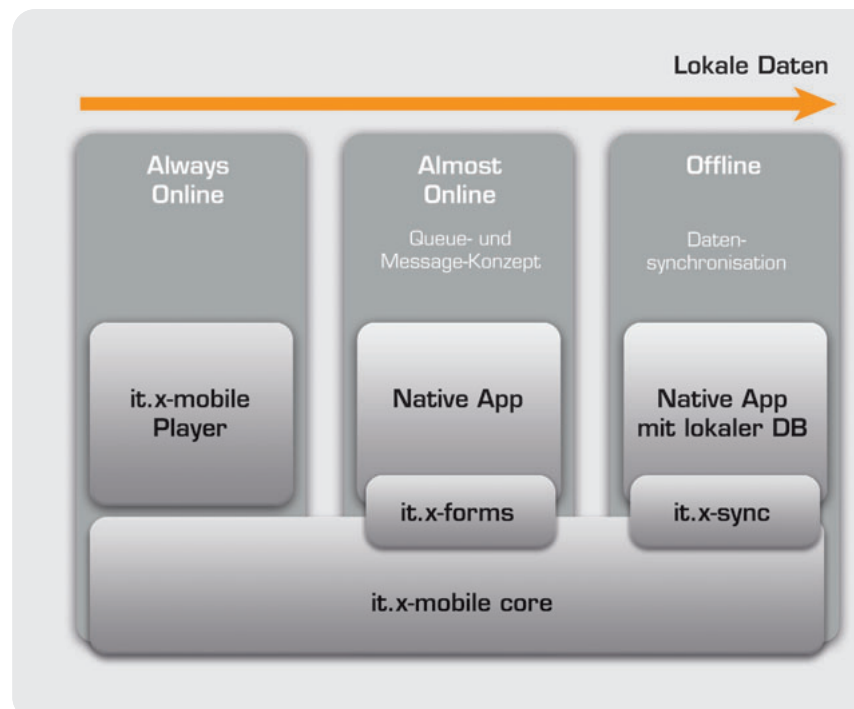 Lokale Daten
Always
Online
Almost
Online
Queue- und
Message-Konzept
Offline
Daten-
synchronisation
it.x-mobile
Player
Native App
Native App
mit lokaler DB
it.x-forms
it.x-sync
it.x-mobile core